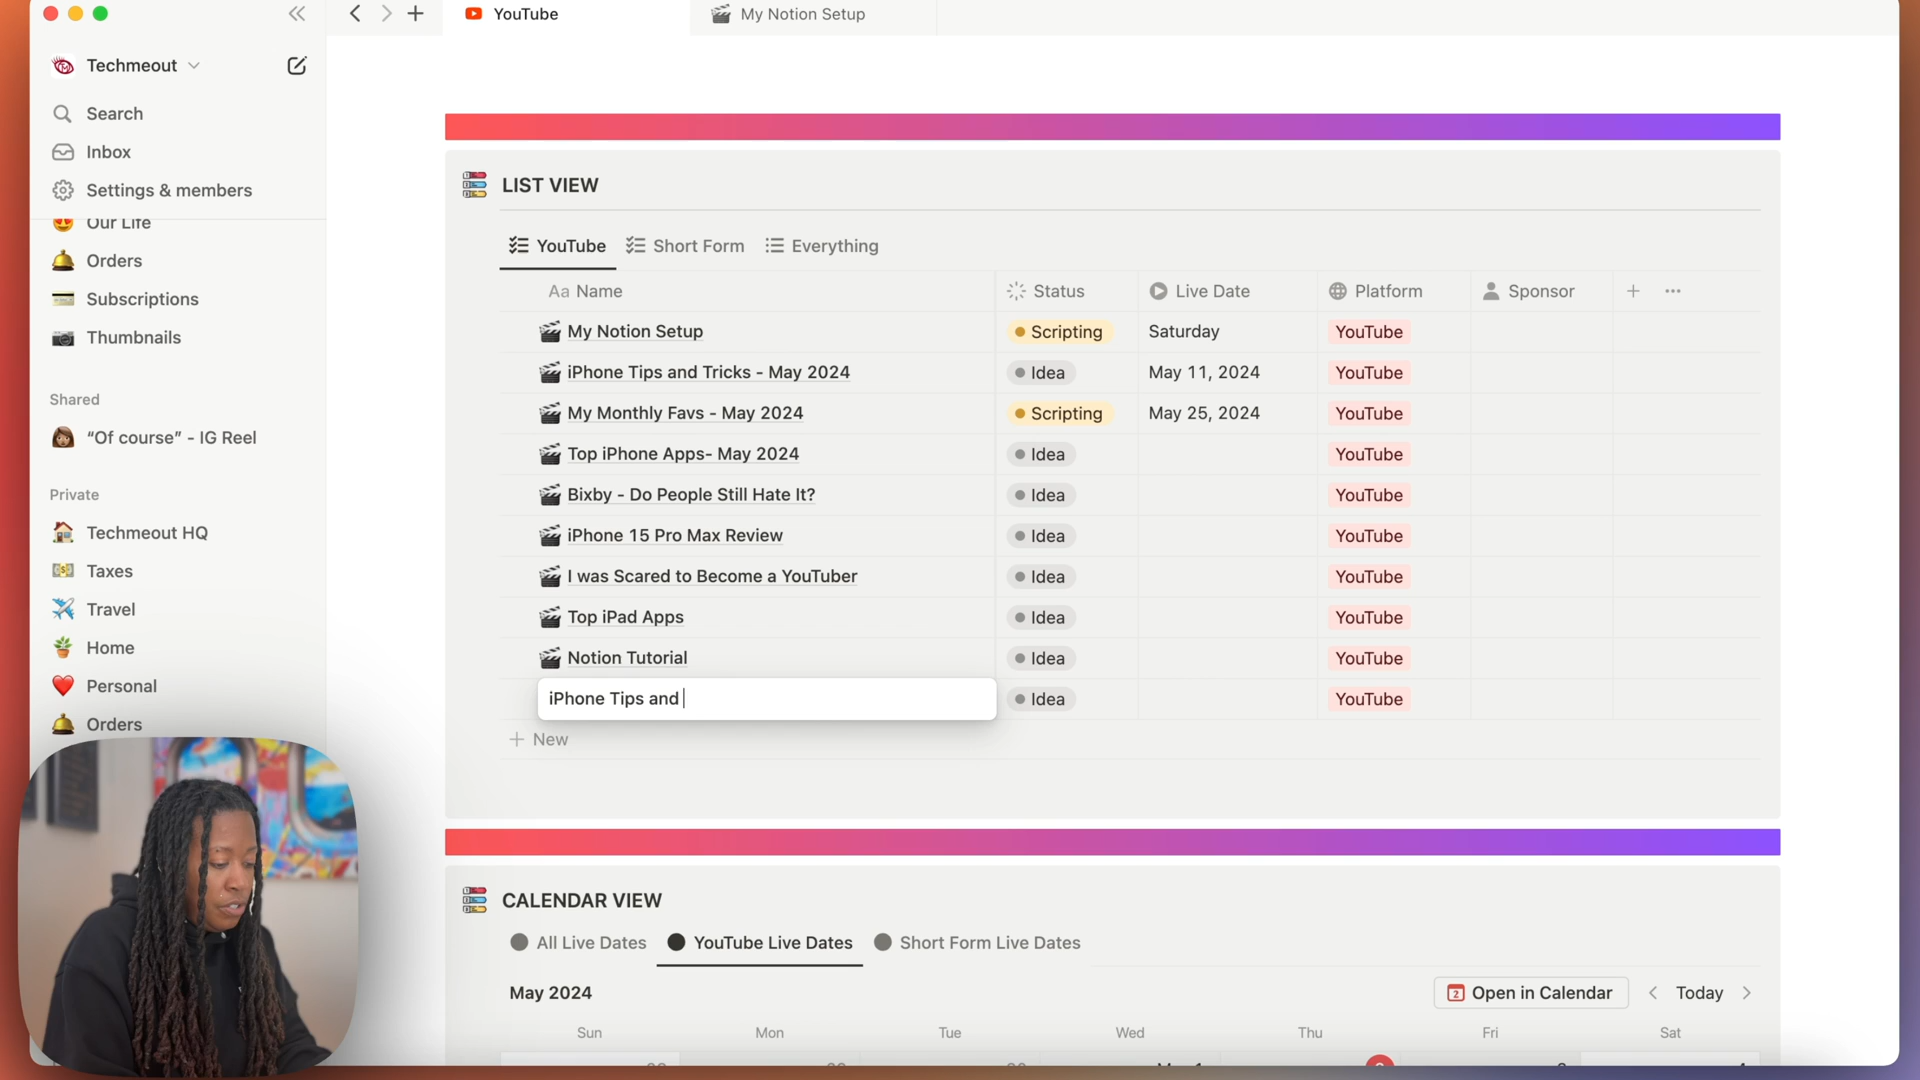 YouTube
My Notion Setup
Techmeout
Search
Inbox
Settings & members
Our Life
Orders
Subscriptions
Thumbnails
Shared
“Of course” - IG Reel
Private
Techmeout HQ
Taxes
Travel
Home
Personal
Orders
LIST VIEW
YouTube Short Form Everything
Aa Name Status Live Date Platform Sponsor
My Notion Setup Scripting Saturday YouTube
iPhone Tips and Tricks - May 2024 Idea May 11, 2024 YouTube
My Monthly Favs - May 2024 Scripting May 25, 2024 YouTube
Top iPhone Apps- May 2024 Idea YouTube
Bixby - Do People Still Hate It? Idea YouTube
iPhone 15 Pro Max Review Idea YouTube
I was Scared to Become a YouTuber Idea YouTube
Top iPad Apps Idea YouTube
Notion Tutorial Idea YouTube
iPhone Tips and Idea YouTube
New
CALENDAR VIEW
All Live Dates YouTube Live Dates Short Form Live Dates
May 2024 2 Open in Calendar Today
Sun Mon Tue Wed Thu Fri Sat